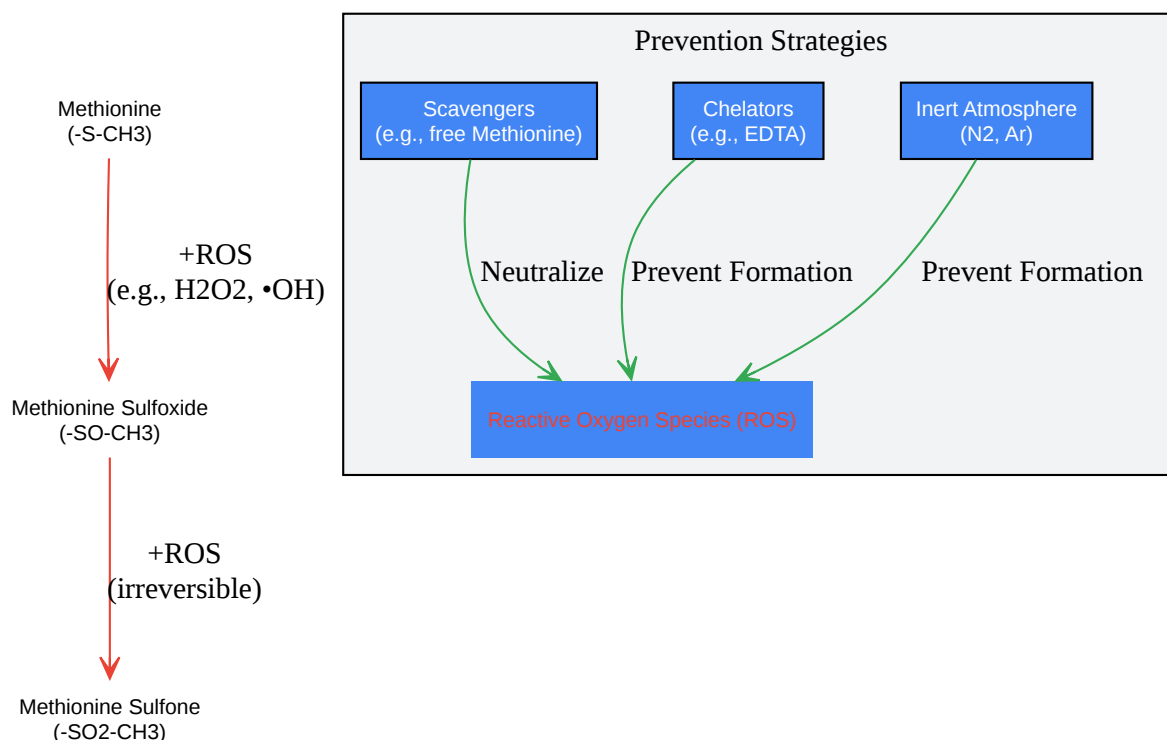 Prevention Strategies
Methionine
(-S-CH3)
Scavengers
(e.g., free Methionine)
Chelators
(e.g., EDTA)
Inert Atmosphere
(N2, Ar)
+ROS
(e.g., H2O2, •OH)
Neutralize
Prevent Formation
Prevent Formation
Methionine Sulfoxide
(-SO-CH3)
Reactive Oxygen Species (ROS)
+ROS
(irreversible)
Methionine Sulfone
(-SO2-CH3)